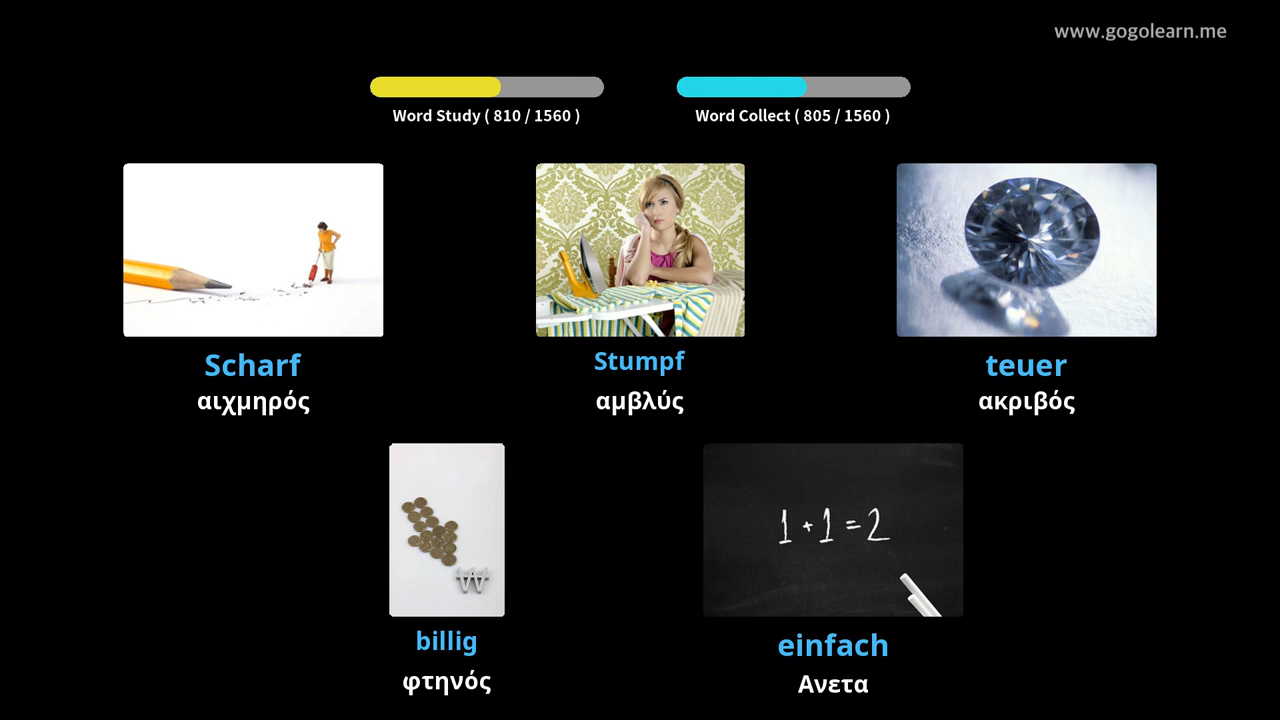 www.gogolearn.me
Word Study ( 810 / 1560 )
Word Collect ( 805 / 1560 )
Scharf
αιχμηρός
Stumpf
αμβλύς
teuer
ακριβός
₩
1 + 1 = 2
billig
φτηνός
einfach
Ανετα